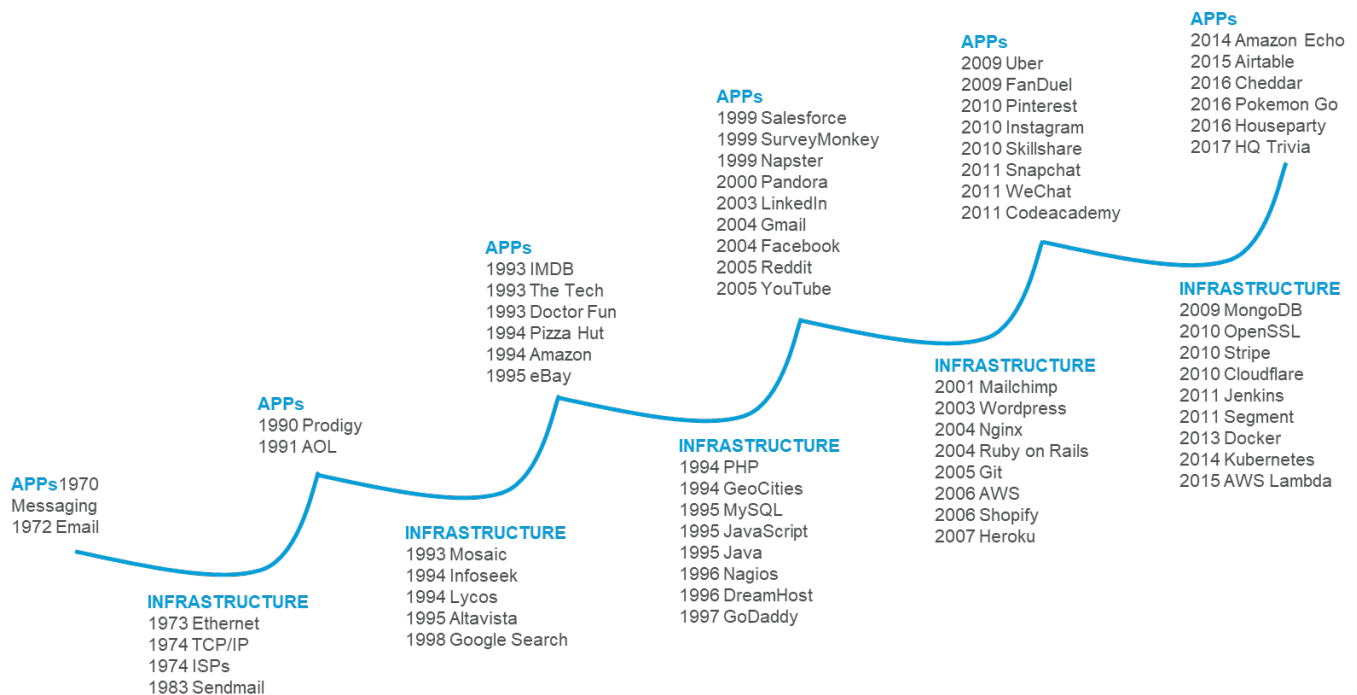 APPs1970
Messaging
1972 Email
INFRASTRUCTURE
1973 Ethernet
1974 TCP/IP
1974 ISPs
1983 Sendmail
APPs
1990 Prodigy
1991 AOL
INFRASTRUCTURE
1993 Mosaic
1994 Infoseek
1994 Lycos
1995 Altavista
1998 Google Search
APPs
1993 IMDB
1993 The Tech
1993 Doctor Fun
1994 Pizza Hut
1994 Amazon
1995 eBay
INFRASTRUCTURE
1994 PHP
1994 GeoCities
1995 MySQL
1995 JavaScript
1995 Java
1996 Nagios
1996 DreamHost
1997 GoDaddy
APPs
1999 Salesforce
1999 SurveyMonkey
1999 Napster
2000 Pandora
2003 LinkedIn
2004 Gmail
2004 Facebook
2005 Reddit
2005 YouTube
INFRASTRUCTURE
2001 Mailchimp
2003 Wordpress
2004 Nginx
2004 Ruby on Rails
2005 Git
2006 AWS
2006 Shopify
2007 Heroku
APPs
2009 Uber
2009 FanDuel
2010 Pinterest
2010 Instagram
2010 Skillshare
2011 Snapchat
2011 WeChat
2011 Codeacademy
INFRASTRUCTURE
2009 MongoDB
2010 OpenSSL
2010 Stripe
2010 Cloudflare
2011 Jenkins
2011 Segment
2013 Docker
2014 Kubernetes
2015 AWS Lambda
APPs
2014 Amazon Echo
2015 Airtable
2016 Cheddar
2016 Pokemon Go
2016 Houseparty
2017 HQ Trivia